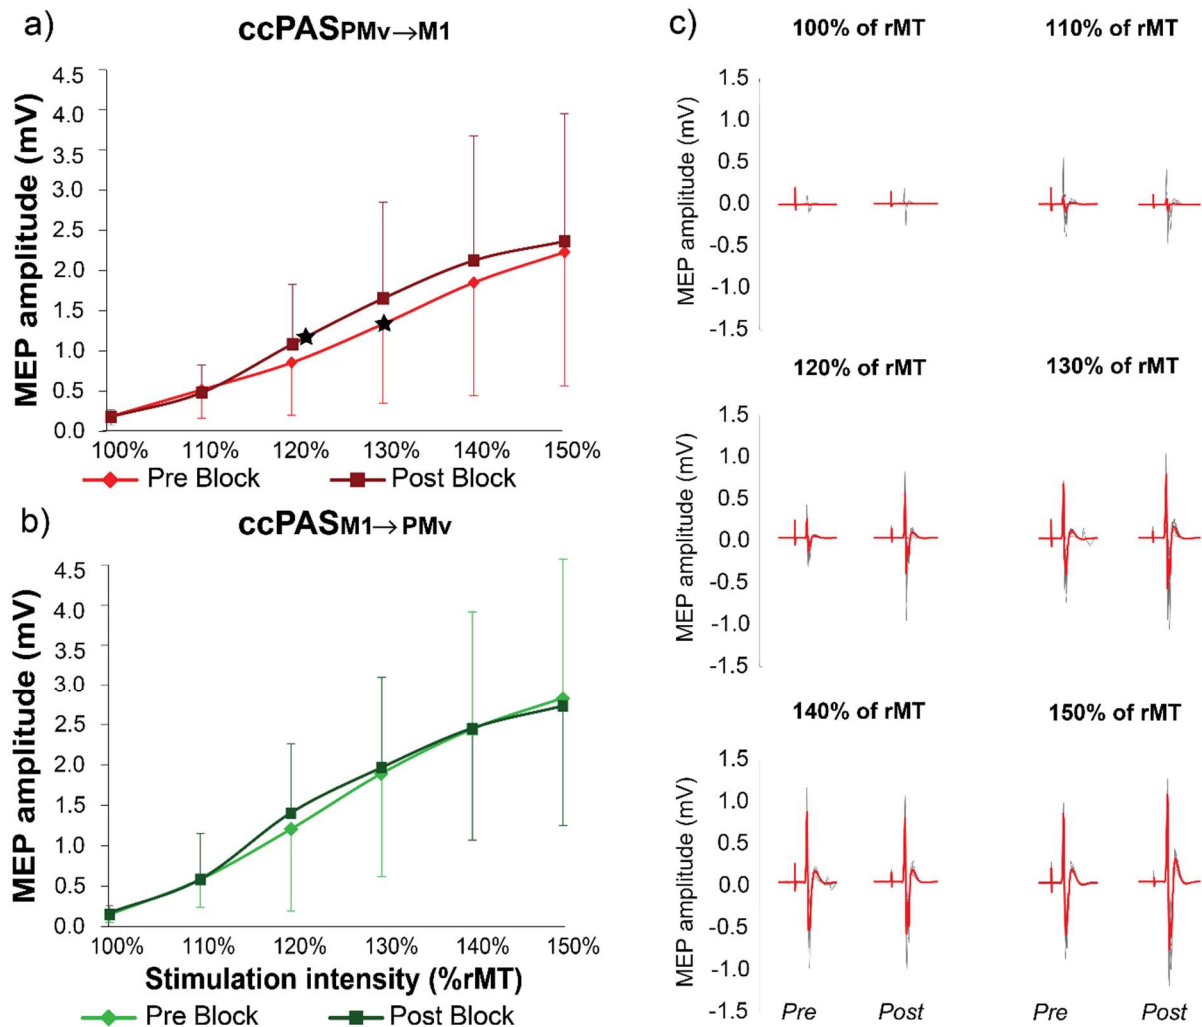 a)
ccPASPMv→M1
MEP amplitude (mV)
4.5
4.0
3.5
3.0
2.5
2.0
1.5
1.0
0.5
0.0
100% 110% 120% 130% 140% 150%
Pre Block Post Block
b)
ccPASM1→PMv
MEP amplitude (mV)
4.5
4.0
3.5
3.0
2.5
2.0
1.5
1.0
0.5
0.0
100% 110% 120% 130% 140% 150%
Stimulation intensity (%rMT)
Pre Block Post Block
c)
100% of rMT 110% of rMT
MEP amplitude (mV)
1.5
1.0
0.5
0.0
-0.5
-1.0
-1.5
120% of rMT 130% of rMT
MEP amplitude (mV)
1.5
1.0
0.5
0.0
-0.5
-1.0
-1.5
140% of rMT 150% of rMT
MEP amplitude (mV)
1.5
1.0
0.5
0.0
-0.5
-1.0
-1.5
Pre Post Pre Post